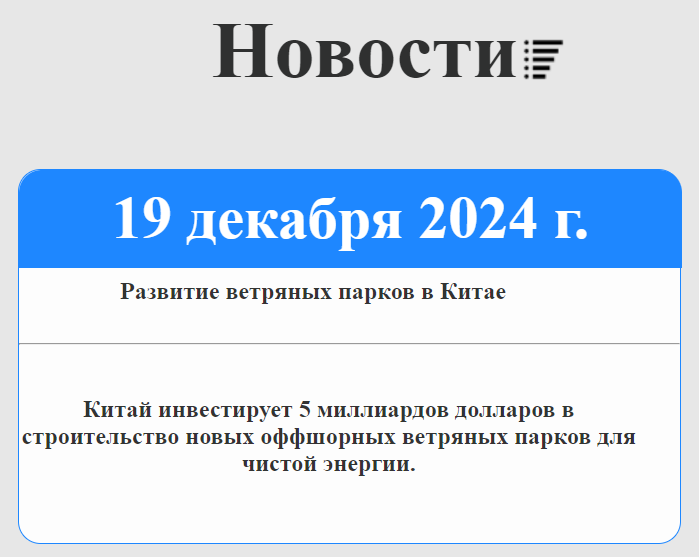 Новости
19 декабря 2024 г.
Развитие ветряных парков в Китае
Китай инвестирует 5 миллиардов долларов в
строительство новых оффшорных ветряных парков для
чистой энергии.